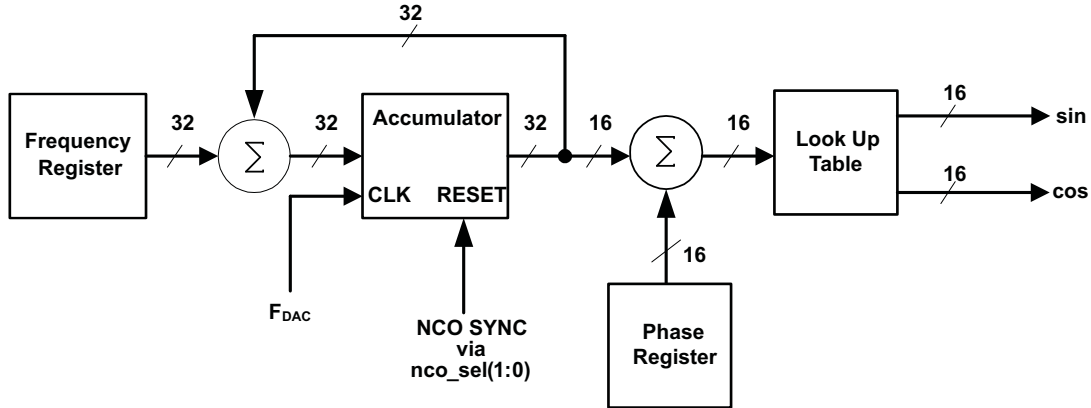 32
Frequency
Register
32
Σ
32
Accumulator
CLK RESET
32
16
Σ
16
Look Up
Table
16
sin
16
cos
F_DAC
NCO SYNC
via
nco_sel(1:0)
16
Phase
Register